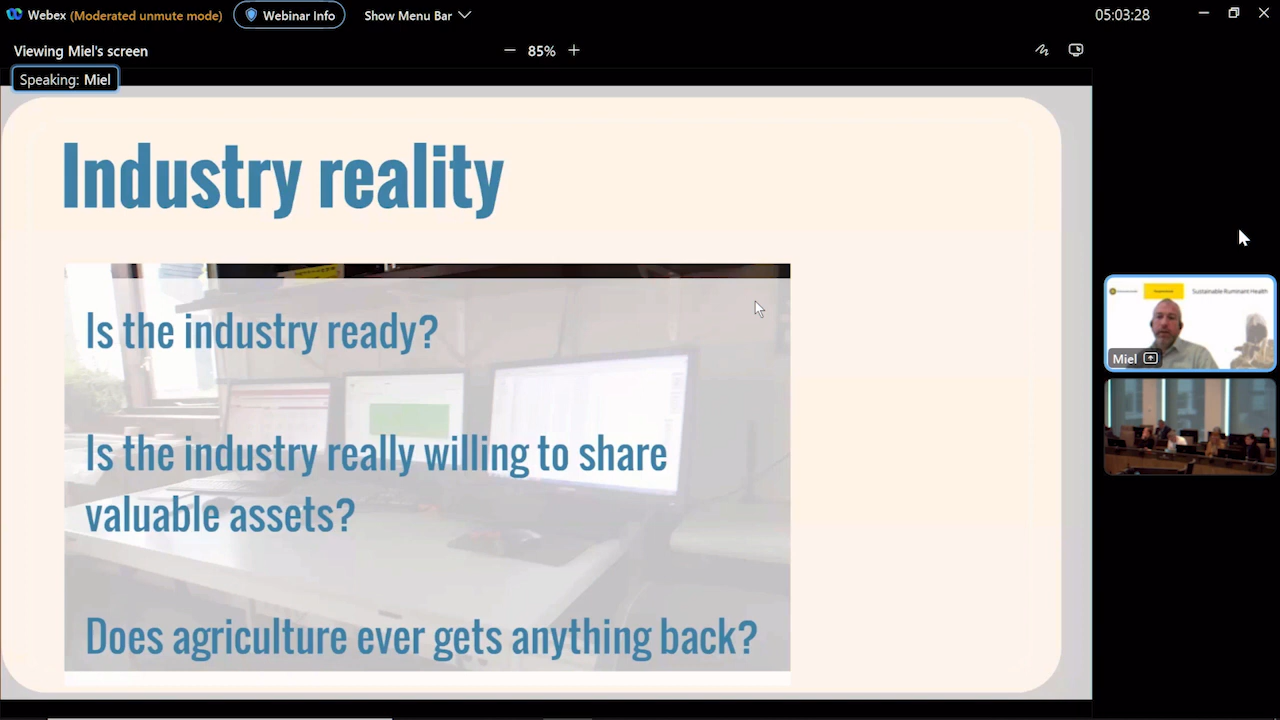 Webex (Moderated unmute mode) Webinar Info Show Menu Bar 05:03:28
Viewing Miel's screen 85%
Speaking: Miel
Industry reality
Is the industry ready?
Is the industry really willing to share
valuable assets?
Does agriculture ever gets anything back?
Sustainable Ruminant Health
Miel